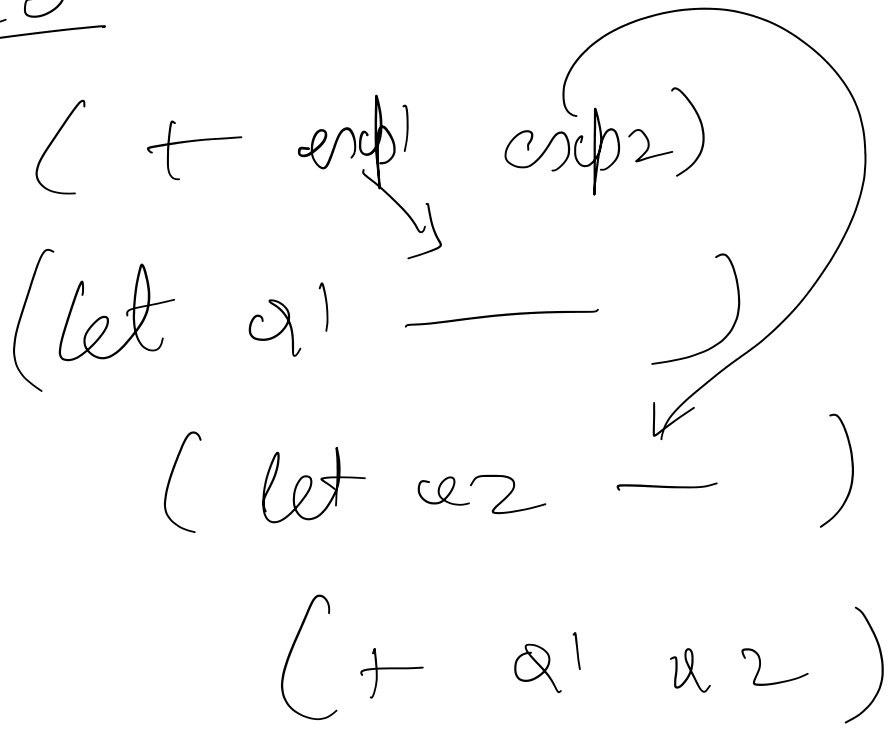 ( + exp1 exp2)
(let a1 — )
( let a2 — )
(+ a1 a2 )